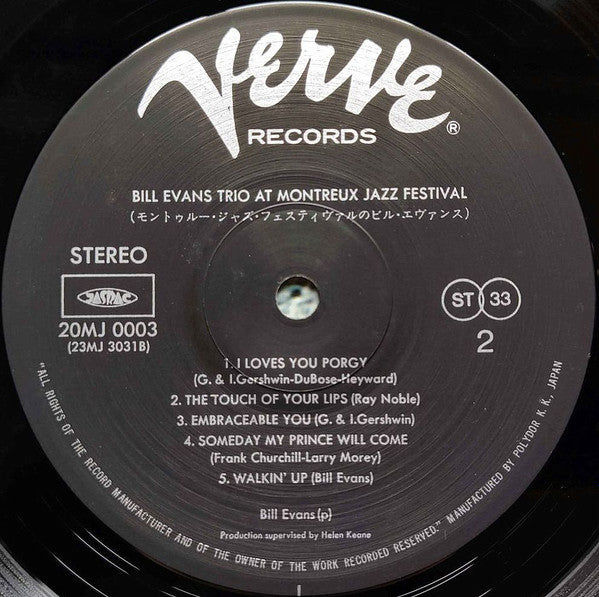 Verve
RECORDS ®
BILL EVANS TRIO AT MONTREUX JAZZ FESTIVAL
(モントゥルー・ジャズ・フェスティヴァルのビル・エヴァンス)
STEREO
JASRAC
20MJ 0003
(23MJ 3031B)
ST 33
2
1. I LOVES YOU PORGY
(G. & I.Gershwin-DuBose-Heyward)
2. THE TOUCH OF YOUR LIPS (Ray Noble)
3. EMBRACEABLE YOU (G. & I.Gershwin)
4. SOMEDAY MY PRINCE WILL COME
(Frank Churchill-Larry Morey)
5. WALKIN' UP (Bill Evans)
Bill Evans(p)
Production supervised by Helen Keane
"ALL RIGHTS OF THE RECORD MANUFACTURER AND OF THE OWNER OF THE WORK RECORDED RESERVED." MANUFACTURED BY POLYDOR K. K., JAPAN